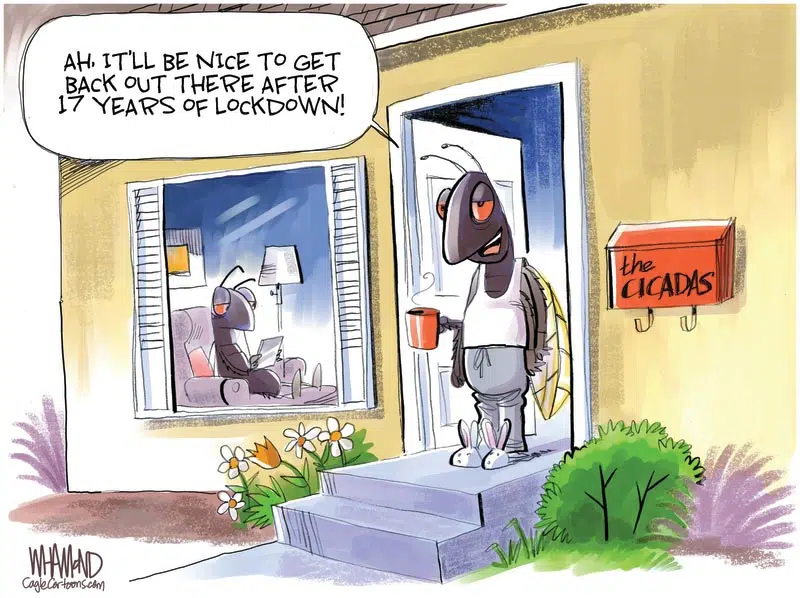 AH, IT'LL BE NICE TO GET
BACK OUT THERE AFTER
17 YEARS OF LOCKDOWN!
the
CICADAS
WHAMOND
CagleCartoons.com